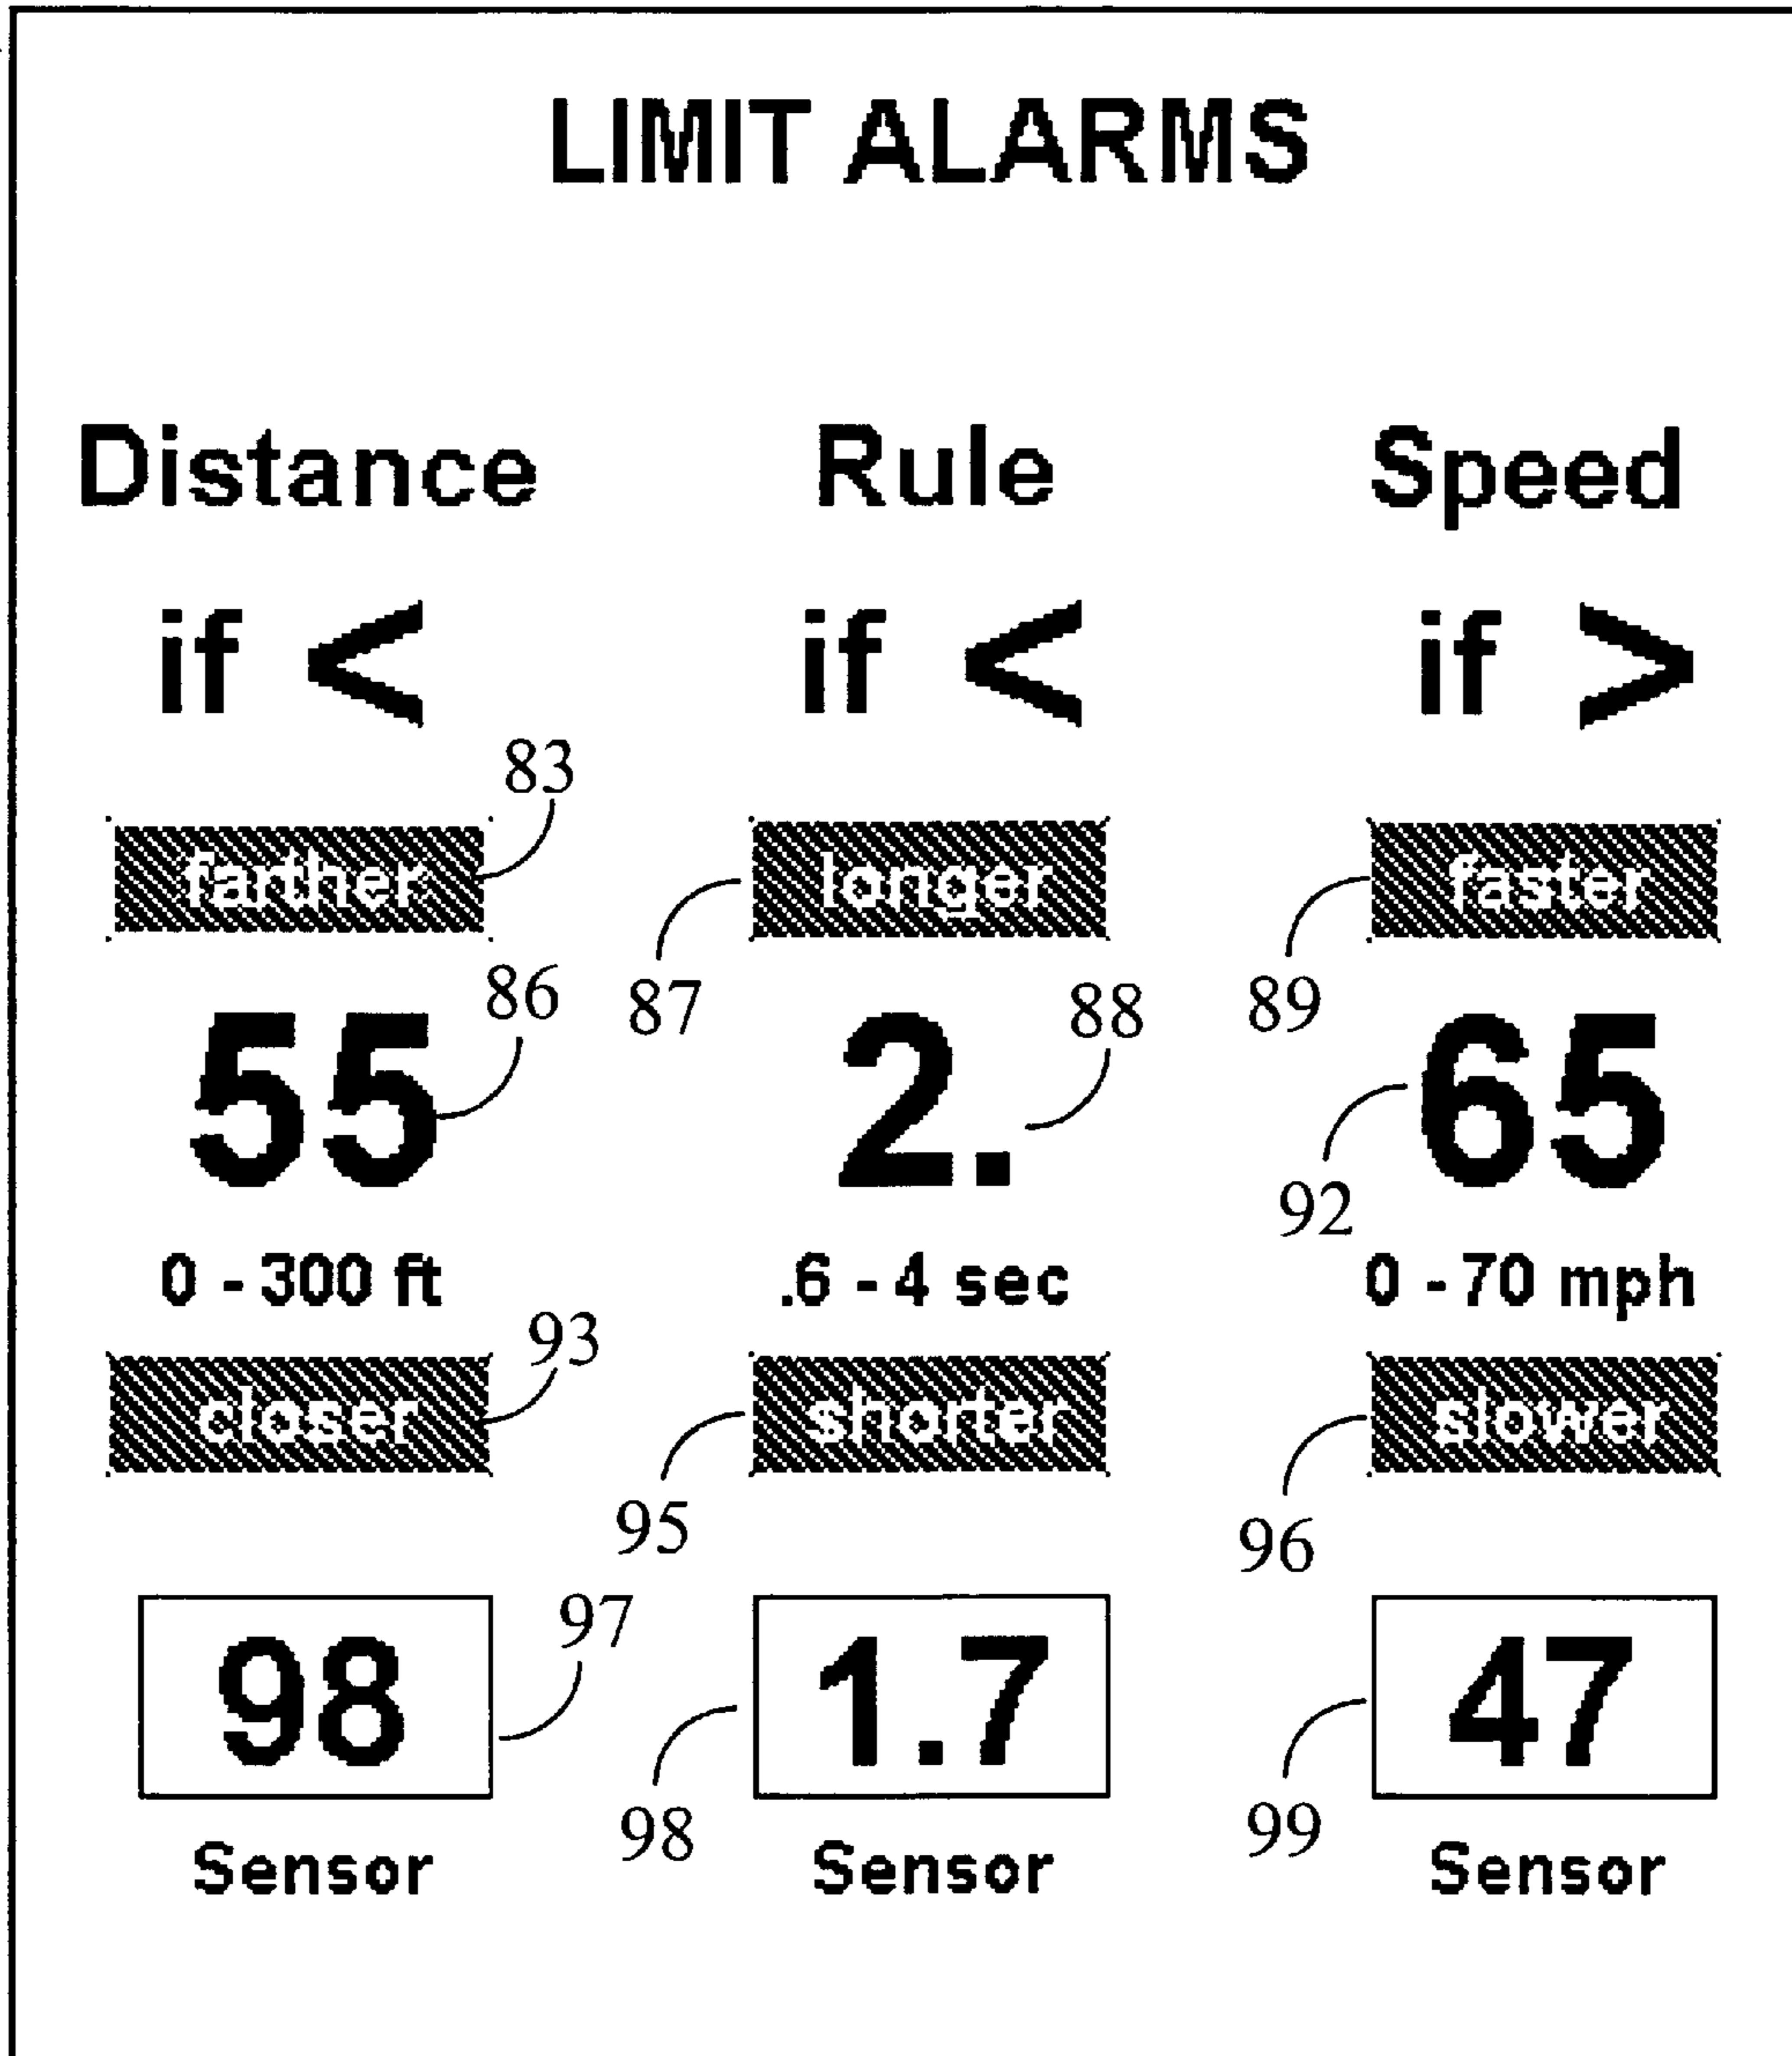 LIMIT ALARMS
Distance Rule Speed
if < if < if >
83
farther longer faster
86 87 88 89
55 2. 65
92
0 - 300 ft .6 - 4 sec 0 - 70 mph
93
closer shorter slower
95 96
97
98 1.7 47
98 99
Sensor Sensor Sensor